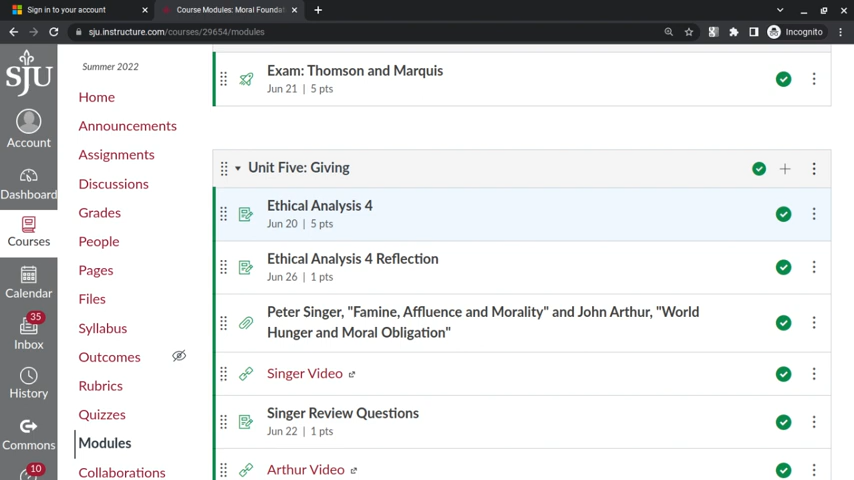 Sign in to your account
Course Modules: Moral Founda
sju.instructure.com/courses/29654/modules
Incognito
SJU
Account
Dashboard
Courses
Calendar
35
Inbox
History
Commons
10
Summer 2022
Home
Announcements
Assignments
Discussions
Grades
People
Pages
Files
Syllabus
Outcomes
Rubrics
Quizzes
Modules
Collaborations
Exam: Thomson and Marquis
Jun 21 | 5 pts
Unit Five: Giving
Ethical Analysis 4
Jun 20 | 5 pts
Ethical Analysis 4 Reflection
Jun 26 | 1 pts
Peter Singer, "Famine, Affluence and Morality" and John Arthur, "World
Hunger and Moral Obligation"
Singer Video
Singer Review Questions
Jun 22 | 1 pts
Arthur Video